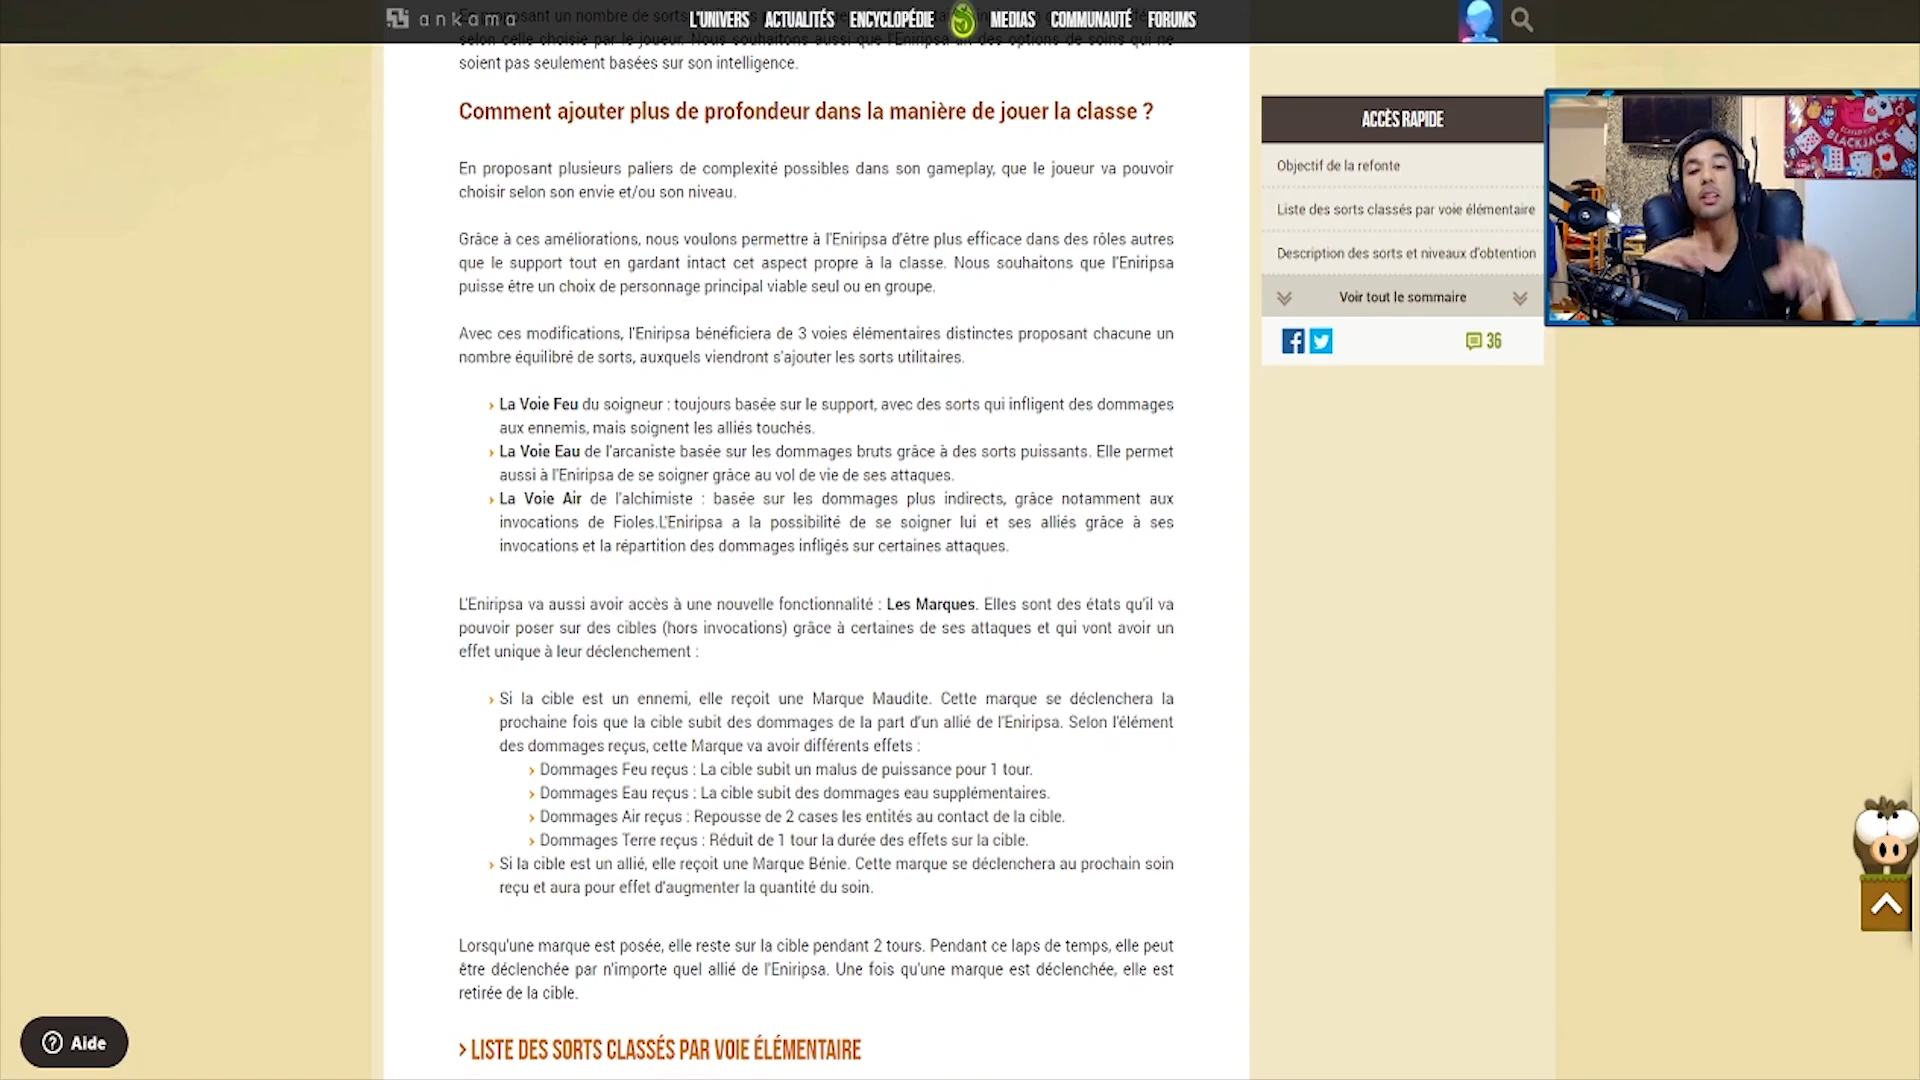 ankama
L'UNIVERS ACTUALITÉS ENCYCLOPÉDIE MEDIAS COMMUNAUTÉ FORUMS
selon celle choisie par le joueur. Nous souhaitons aussi que l'Eniripsa ait des options de soins qui ne
soient pas seulement basées sur son intelligence.
Comment ajouter plus de profondeur dans la manière de jouer la classe ?
En proposant plusieurs paliers de complexité possibles dans son gameplay, que le joueur va pouvoir
choisir selon son envie et/ou son niveau.
Grâce à ces améliorations, nous voulons permettre à l'Eniripsa d'être plus efficace dans des rôles autres
que le support tout en gardant intact cet aspect propre à la classe. Nous souhaitons que l'Eniripsa
puisse être un choix de personnage principal viable seul ou en groupe.
Avec ces modifications, l'Eniripsa bénéficiera de 3 voies élémentaires distinctes proposant chacune un
nombre équilibré de sorts, auxquels viendront s'ajouter les sorts utilitaires.
› La Voie Feu du soigneur : toujours basée sur le support, avec des sorts qui infligent des dommages
aux ennemis, mais soignent les alliés touchés.
› La Voie Eau de l'arcaniste basée sur les dommages bruts grâce à des sorts puissants. Elle permet
aussi à l'Eniripsa de se soigner grâce au vol de vie de ses attaques.
› La Voie Air de l'alchimiste : basée sur les dommages plus indirects, grâce notamment aux
invocations de Fioles.L'Eniripsa a la possibilité de se soigner lui et ses alliés grâce à ses
invocations et la répartition des dommages infligés sur certaines attaques.
L'Eniripsa va aussi avoir accès à une nouvelle fonctionnalité : Les Marques. Elles sont des états qu'il va
pouvoir poser sur des cibles (hors invocations) grâce à certaines de ses attaques et qui vont avoir un
effet unique à leur déclenchement :
› Si la cible est un ennemi, elle reçoit une Marque Maudite. Cette marque se déclenchera la
prochaine fois que la cible subit des dommages de la part d'un allié de l'Eniripsa. Selon l'élément
des dommages reçus, cette Marque va avoir différents effets :
› Dommages Feu reçus : La cible subit un malus de puissance pour 1 tour.
› Dommages Eau reçus : La cible subit des dommages eau supplémentaires.
› Dommages Air reçus : Repousse de 2 cases les entités au contact de la cible.
› Dommages Terre reçus : Réduit de 1 tour la durée des effets sur la cible.
› Si la cible est un allié, elle reçoit une Marque Bénie. Cette marque se déclenchera au prochain soin
reçu et aura pour effet d'augmenter la quantité du soin.
Lorsqu'une marque est posée, elle reste sur la cible pendant 2 tours. Pendant ce laps de temps, elle peut
être déclenchée par n'importe quel allié de l'Eniripsa. Une fois qu'une marque est déclenchée, elle est
retirée de la cible.
› LISTE DES SORTS CLASSÉS PAR VOIE ÉLÉMENTAIRE
ACCÈS RAPIDE
Objectif de la refonte
Liste des sorts classés par voie élémentaire
Description des sorts et niveaux d'obtention
Voir tout le sommaire
36
BLACKJACK
? Aide